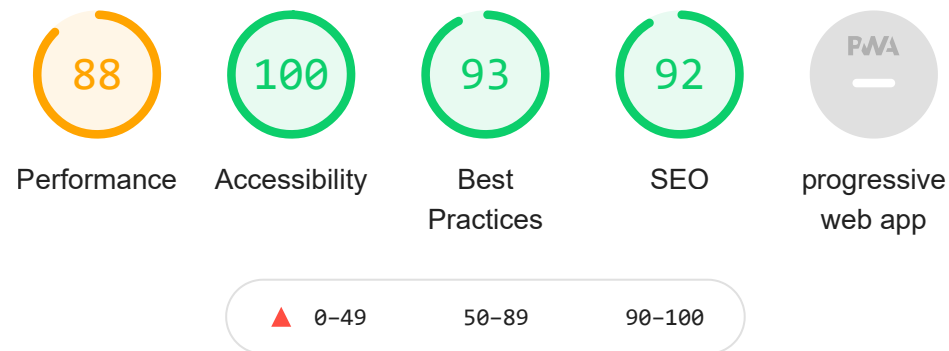 88 100 93 92 PWA
Performance Accessibility Best Practices SEO progressive web app
0–49 50–89 90–100